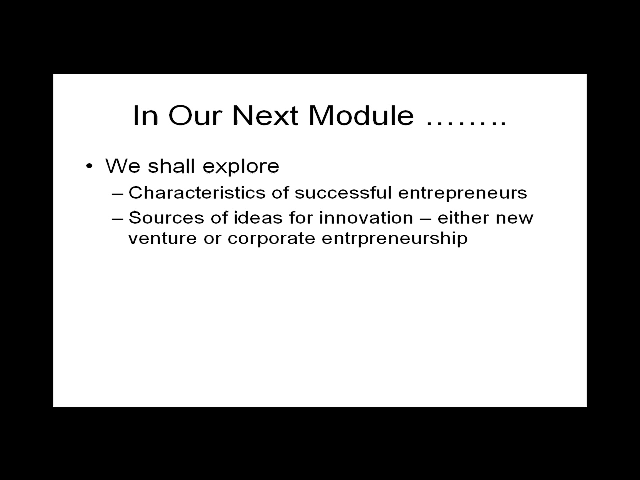 In Our Next Module ........
• We shall explore
– Characteristics of successful entrepreneurs
– Sources of ideas for innovation – either new
venture or corporate entrpreneurship